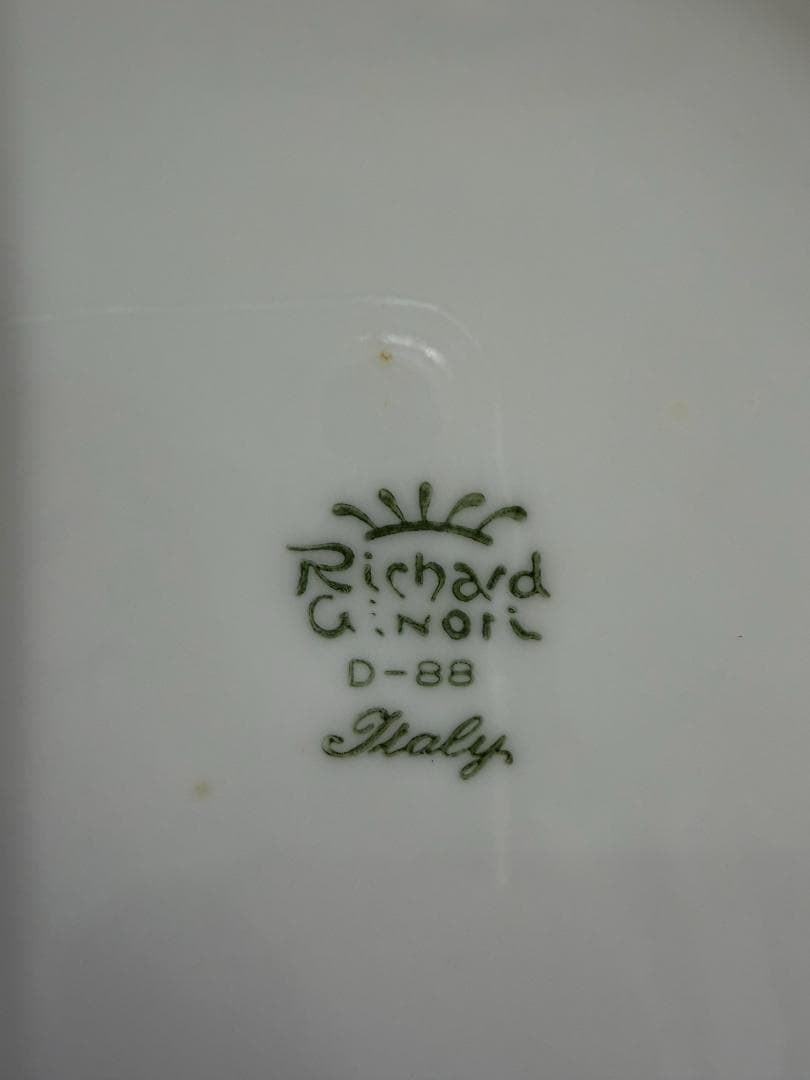 Richard
GiNORi
D-88
Italy